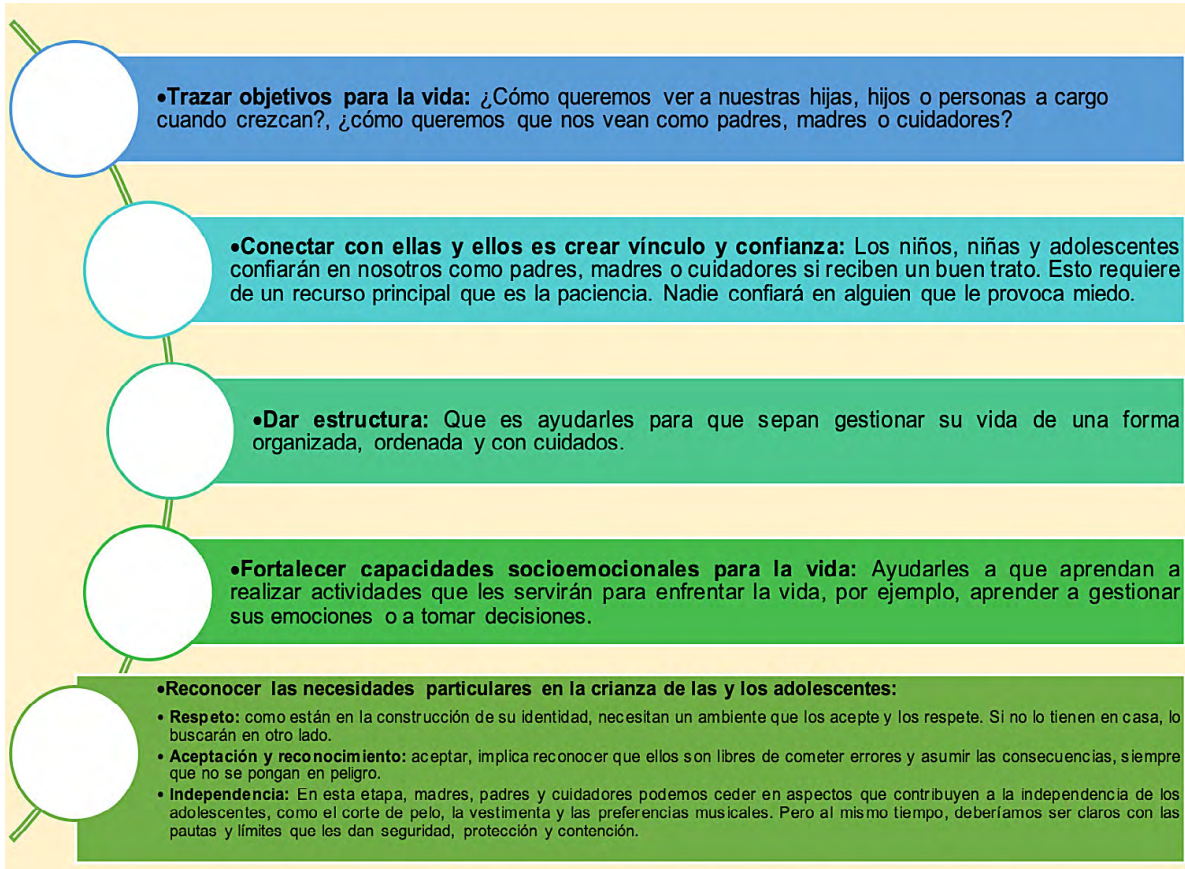 •Trazar objetivos para la vida: ¿Cómo queremos ver a nuestras hijas, hijos o personas a cargo
cuando crezcan?, ¿cómo queremos que nos vean como padres, madres o cuidadores?
•Conectar con ellas y ellos es crear vínculo y confianza: Los niños, niñas y adolescentes
confiarán en nosotros como padres, madres o cuidadores si reciben un buen trato. Esto requiere
de un recurso principal que es la paciencia. Nadie confiará en alguien que le provoca miedo.
•Dar estructura: Que es ayudarles para que sepan gestionar su vida de una forma
organizada, ordenada y con cuidados.
•Fortalecer capacidades socioemocionales para la vida: Ayudarles a que aprendan a
realizar actividades que les servirán para enfrentar la vida, por ejemplo, aprender a gestionar
sus emociones o a tomar decisiones.
•Reconocer las necesidades particulares en la crianza de las y los adolescentes:
• Respeto: como están en la construcción de su identidad, necesitan un ambiente que los acepte y los respete. Si no lo tienen en casa, lo
buscarán en otro lado.
• Aceptación y reconocimiento: aceptar, implica reconocer que ellos son libres de cometer errores y asumir las consecuencias, siempre
que no se pongan en peligro.
• Independencia: En esta etapa, madres, padres y cuidadores podemos ceder en aspectos que contribuyen a la independencia de los
adolescentes, como el corte de pelo, la vestimenta y las preferencias musicales. Pero al mismo tiempo, deberíamos ser claros con las
pautas y límites que les dan seguridad, protección y contención.